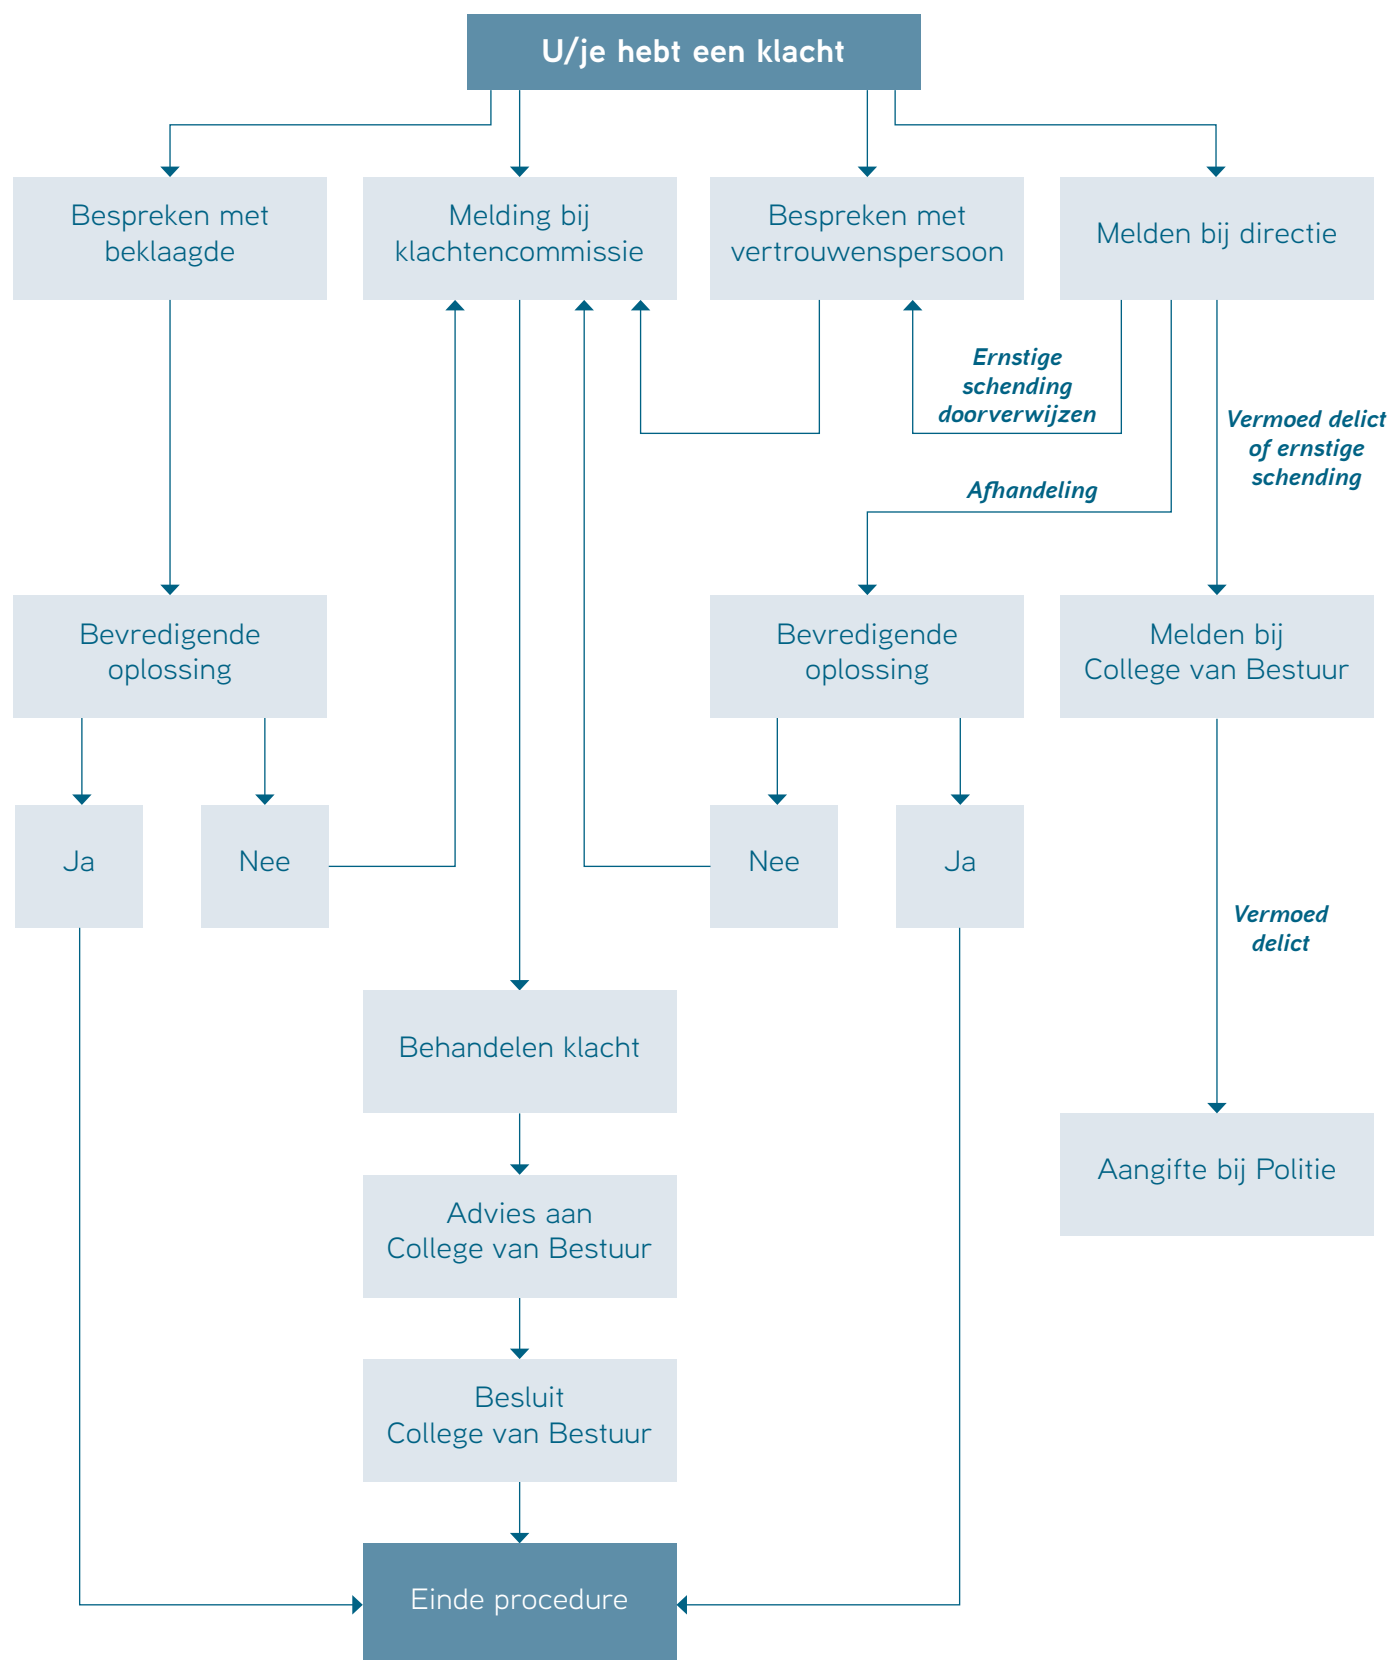 U/je hebt een klacht
Bespreken met
beklaagde
Melding bij
klachtencommissie
Bespreken met
vertrouwenspersoon
Melden bij directie
Ernstige
schending
doorverwijzen
Vermoed delict
of ernstige
schending
Afhandeling
Bevredigende
oplossing
Bevredigende
oplossing
Melden bij
College van Bestuur
Ja
Nee
Nee
Ja
Vermoed
delict
Behandelen klacht
Aangifte bij Politie
Advies aan
College van Bestuur
Besluit
College van Bestuur
Einde procedure